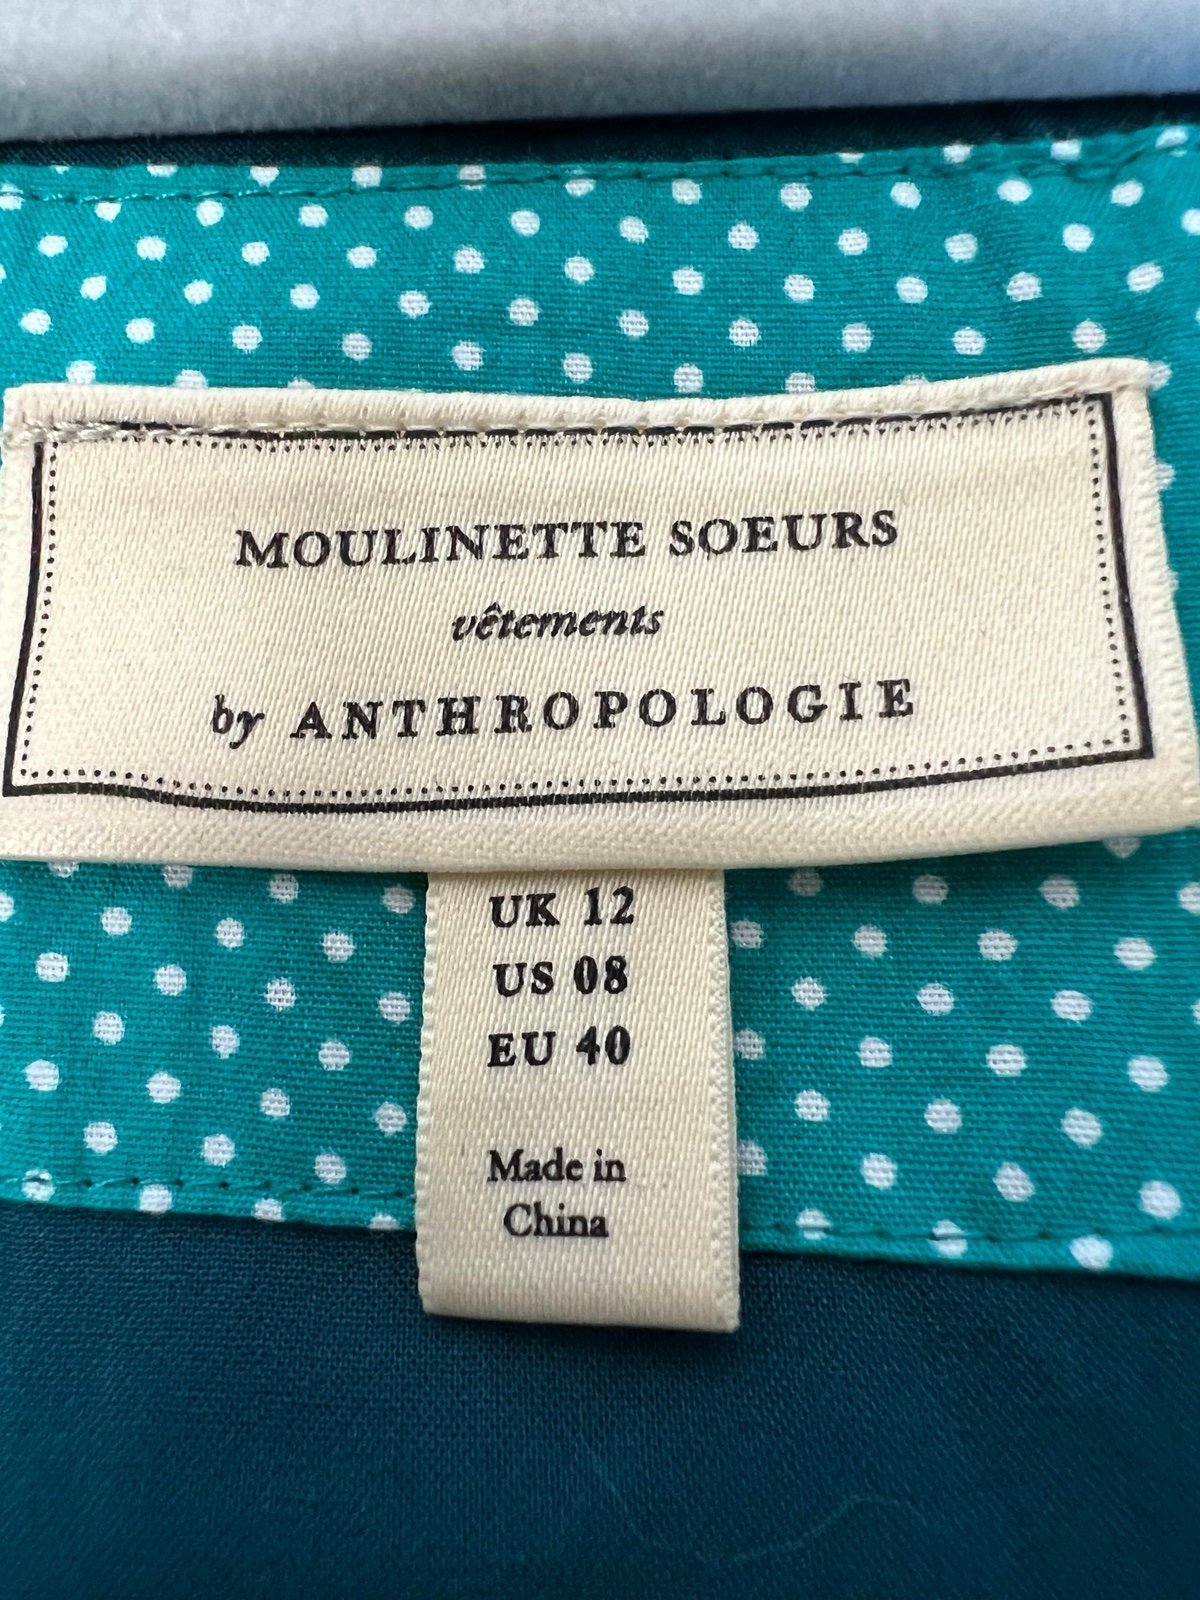 MOULINETTE SOEURS
vêtements
by ANTHROPOLOGIE
UK 12
US 08
EU 40
Made in
China